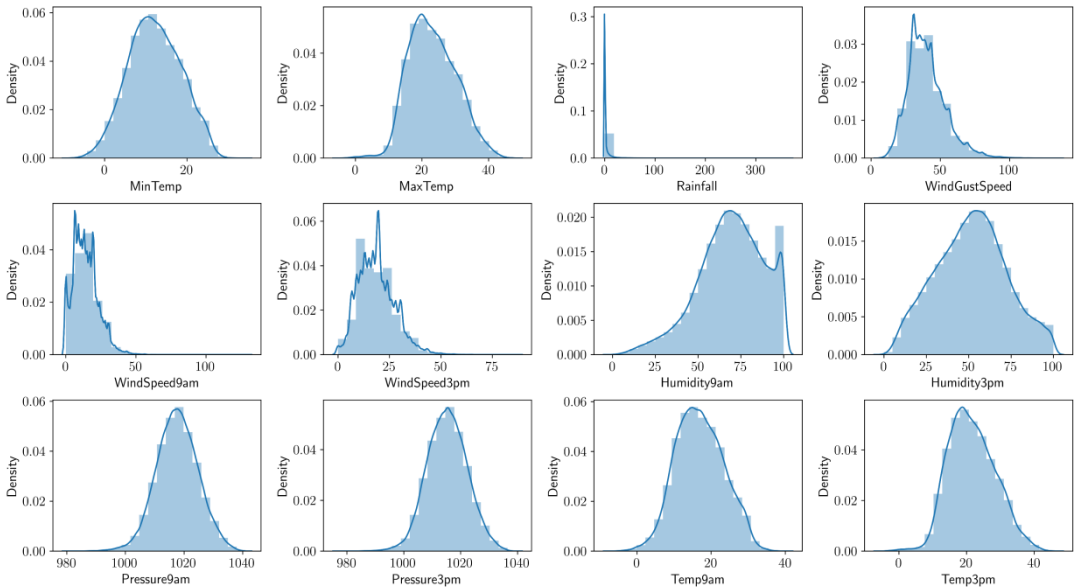 0.06
0.04
0.02
0.00
Density
0 20
MinTemp
0.04
0.02
0.00
Density
0 20 40
MaxTemp
0.3
0.2
0.1
0.0
Density
0 100 200 300
Rainfall
0.03
0.02
0.01
0.00
Density
0 50 100
WindGustSpeed
0.04
0.02
0.00
Density
0 50 100
WindSpeed9am
0.06
0.04
0.02
0.00
Density
0 25 50 75
WindSpeed3pm
0.020
0.015
0.010
0.005
0.000
Density
0 25 50 75 100
Humidity9am
0.015
0.010
0.005
0.000
Density
0 25 50 75 100
Humidity3pm
0.06
0.04
0.02
0.00
Density
980 1000 1020 1040
Pressure9am
0.04
0.02
0.00
Density
980 1000 1020 1040
Pressure3pm
0.06
0.04
0.02
0.00
Density
0 20 40
Temp9am
0.04
0.02
0.00
Density
0 20 40
Temp3pm